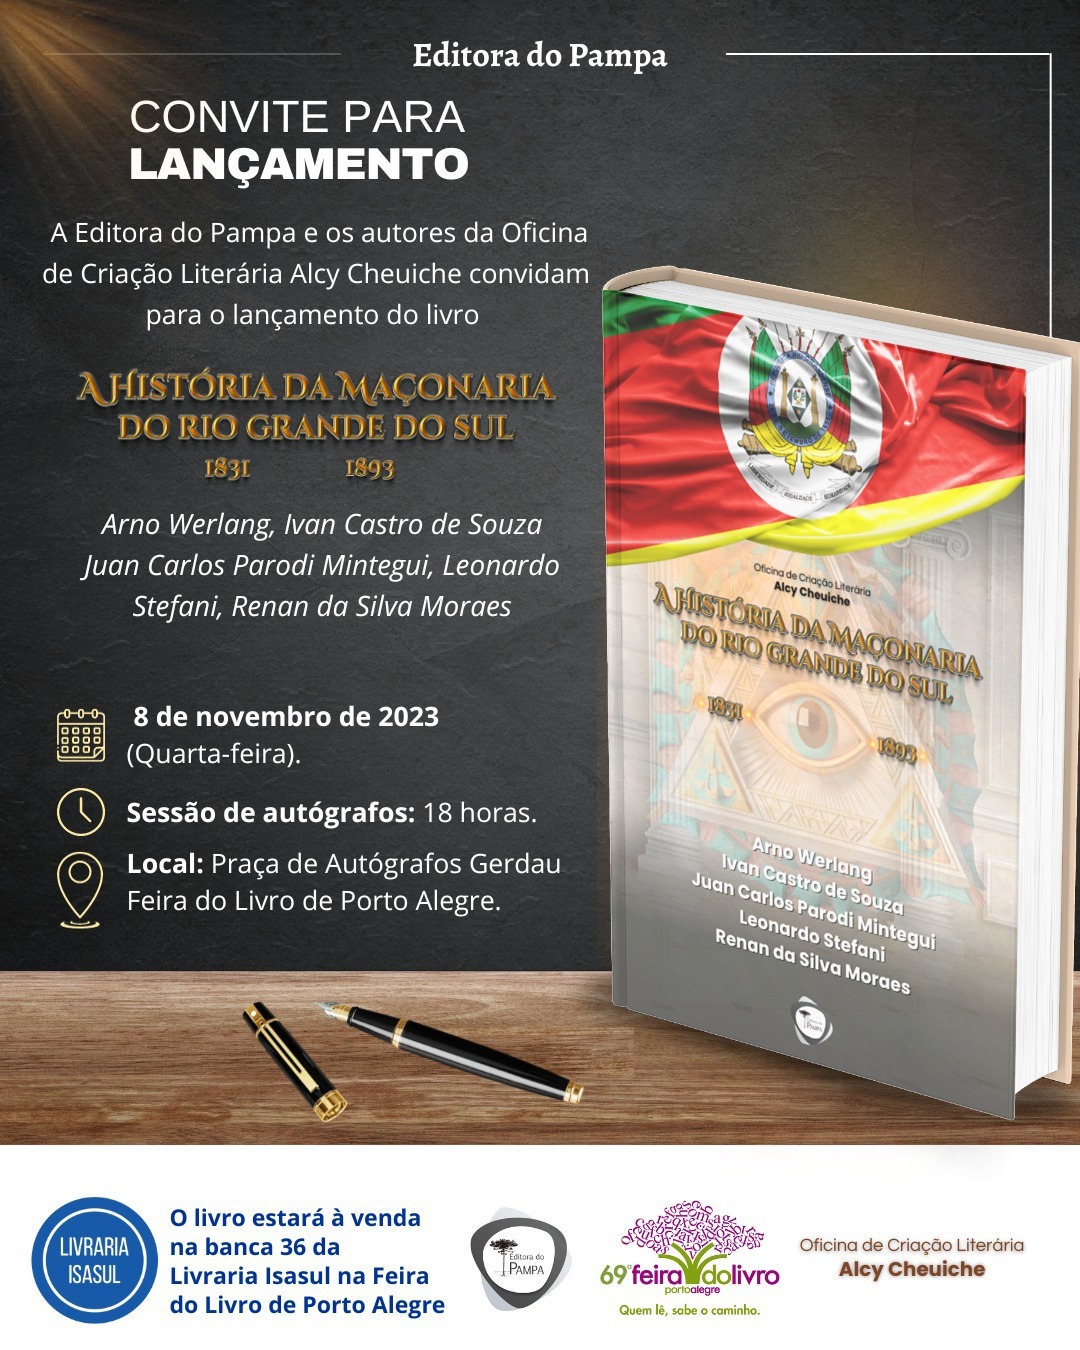 Editora do Pampa
CONVITE PARA
LANÇAMENTO
A Editora do Pampa e os autores da Oficina
de Criação Literária Alcy Cheuiche convidam
para o lançamento do livro
A HISTÓRIA DA MAÇONARIA
DO RIO GRANDE DO SUL
1831 1893
Arno Werlang, Ivan Castro de Souza
Juan Carlos Parodi Mintegui, Leonardo
Stefani, Renan da Silva Moraes
8 de novembro de 2023
(Quarta-feira).
Sessão de autógrafos: 18 horas.
Local: Praça de Autógrafos Gerdau
Feira do Livro de Porto Alegre.
LIBERDADE IGUALDADE HUMANIDADE
Oficina de Criação Literária
Alcy Cheuiche
A HISTÓRIA DA MAÇONARIA
DO RIO GRANDE DO SUL
1831
1893
Arno Werlang
Ivan Castro de Souza
Juan Carlos Parodi Mintegui
Leonardo Stefani
Renan da Silva Moraes
Editora do
PAMPA
LIVRARIA
ISASUL
O livro estará à venda
na banca 36 da
Livraria Isasul na Feira
do Livro de Porto Alegre
Editora do
PAMPA
69ª feira do livro
portoalegre
Quem lê, sabe o caminho.
Oficina de Criação Literária
Alcy Cheuiche